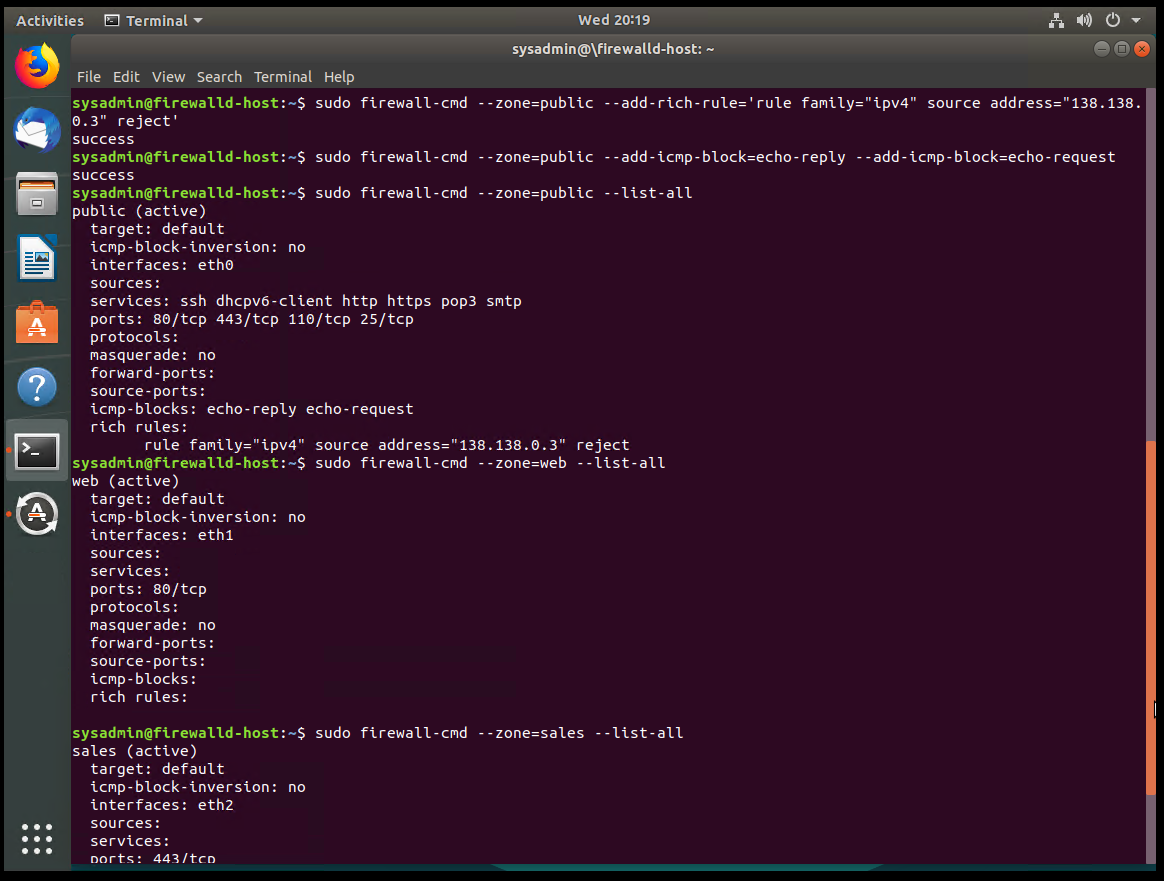 Activities Terminal Wed 20:19
sysadmin@\firewalld-host: ~
File Edit View Search Terminal Help
sysadmin@firewalld-host:~$ sudo firewall-cmd --zone=public --add-rich-rule='rule family="ipv4" source address="138.138.
0.3" reject'
success
sysadmin@firewalld-host:~$ sudo firewall-cmd --zone=public --add-icmp-block=echo-reply --add-icmp-block=echo-request
success
sysadmin@firewalld-host:~$ sudo firewall-cmd --zone=public --list-all
public (active)
target: default
icmp-block-inversion: no
interfaces: eth0
sources:
services: ssh dhcpv6-client http https pop3 smtp
ports: 80/tcp 443/tcp 110/tcp 25/tcp
protocols:
masquerade: no
forward-ports:
source-ports:
icmp-blocks: echo-reply echo-request
rich rules:
rule family="ipv4" source address="138.138.0.3" reject
sysadmin@firewalld-host:~$ sudo firewall-cmd --zone=web --list-all
web (active)
target: default
icmp-block-inversion: no
interfaces: eth1
sources:
services:
ports: 80/tcp
protocols:
masquerade: no
forward-ports:
source-ports:
icmp-blocks:
rich rules:
sysadmin@firewalld-host:~$ sudo firewall-cmd --zone=sales --list-all
sales (active)
target: default
icmp-block-inversion: no
interfaces: eth2
sources:
services:
ports: 443/tcp